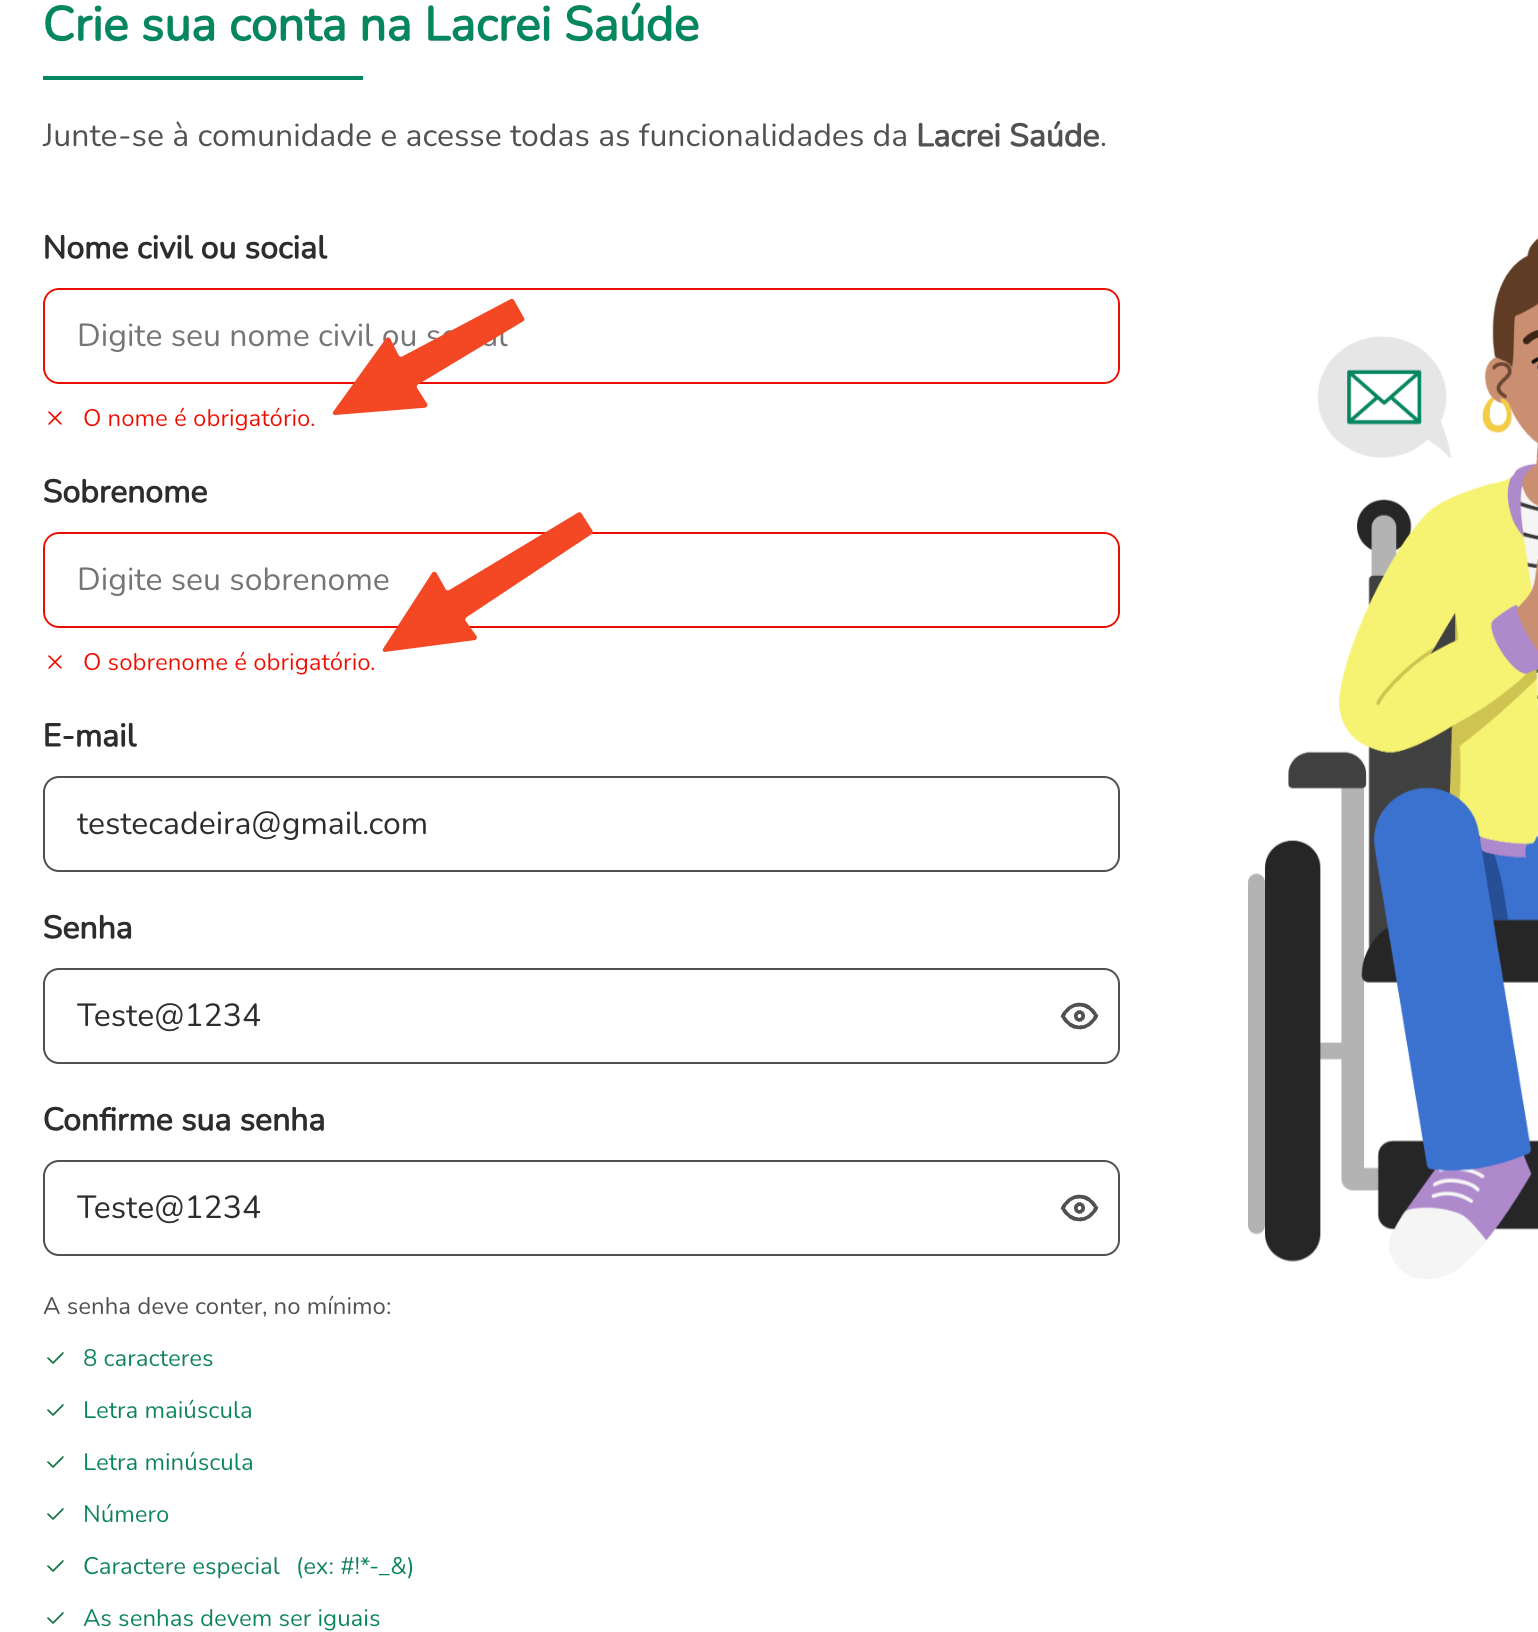 Crie sua conta na Lacrei Saúde
Junte-se à comunidade e acesse todas as funcionalidades da Lacrei Saúde.
Nome civil ou social
Digite seu nome civil ou social
O nome é obrigatório.
Sobrenome
Digite seu sobrenome
O sobrenome é obrigatório.
E-mail
testecadeira@gmail.com
Senha
Teste@1234
Confirme sua senha
Teste@1234
A senha deve conter, no mínimo:
8 caracteres
Letra maiúscula
Letra minúscula
Número
Caractere especial (ex: #!*-_&)
As senhas devem ser iguais